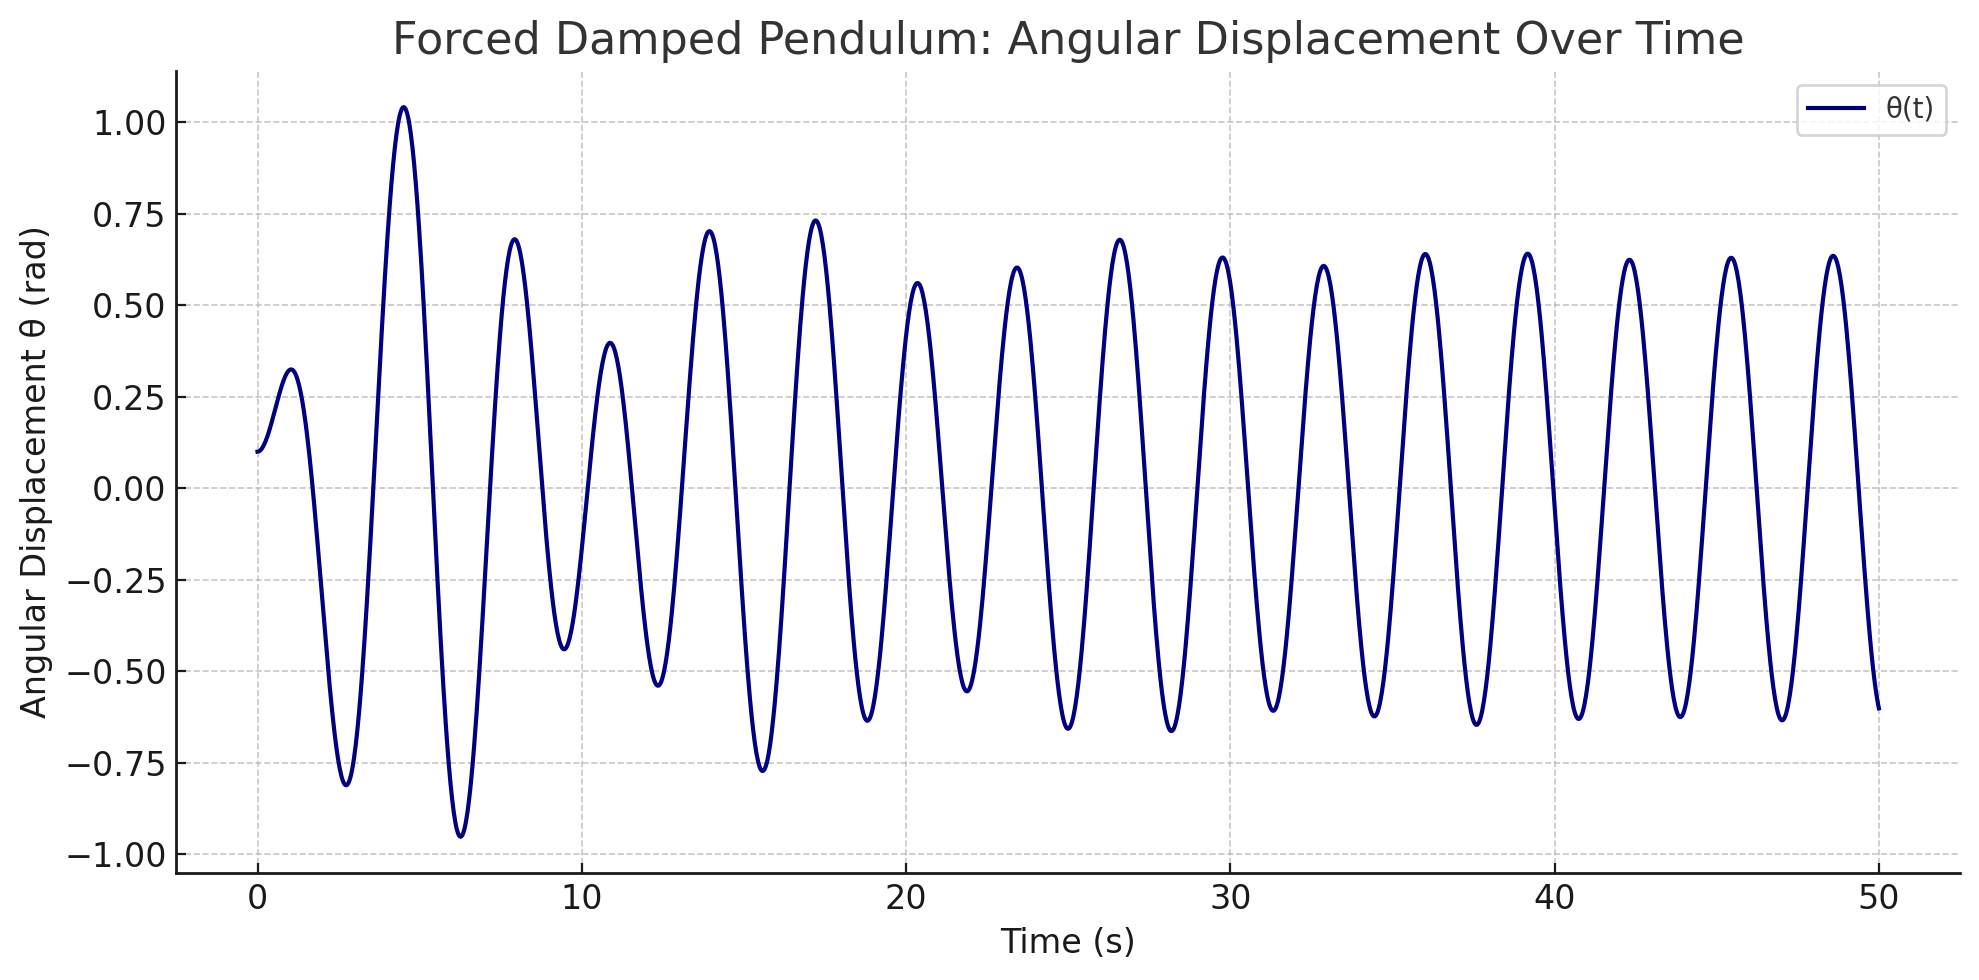 Forced Damped Pendulum: Angular Displacement Over Time
θ(t)
Angular Displacement θ (rad)
1.00
0.75
0.50
0.25
0.00
−0.25
−0.50
−0.75
−1.00
0 10 20 30 40 50
Time (s)